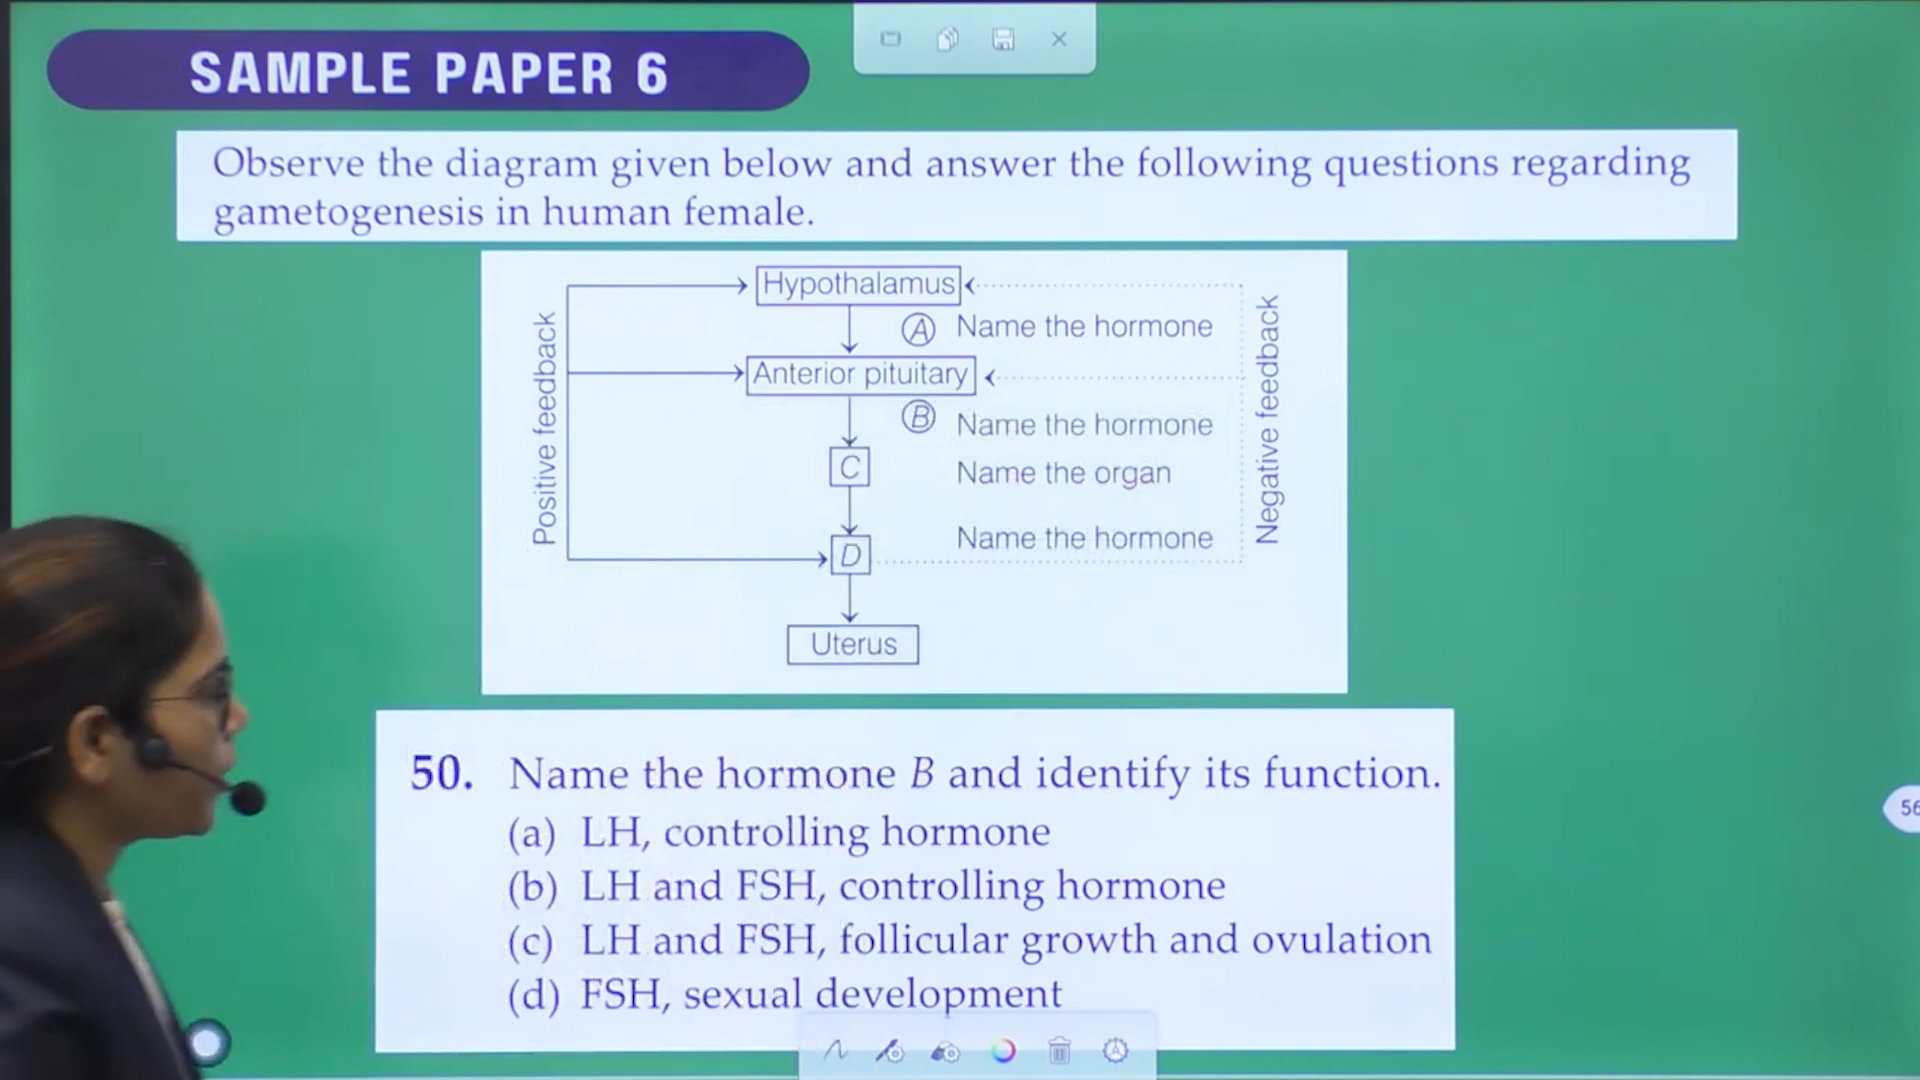 SAMPLE PAPER 6
Observe the diagram given below and answer the following questions regarding
gametogenesis in human female.
Hypothalamus
A Name the hormone
Anterior pituitary
B Name the hormone
C Name the organ
D Name the hormone
Uterus
Positive feedback
Negative feedback
50. Name the hormone B and identify its function.
(a) LH, controlling hormone
(b) LH and FSH, controlling hormone
(c) LH and FSH, follicular growth and ovulation
(d) FSH, sexual development
56